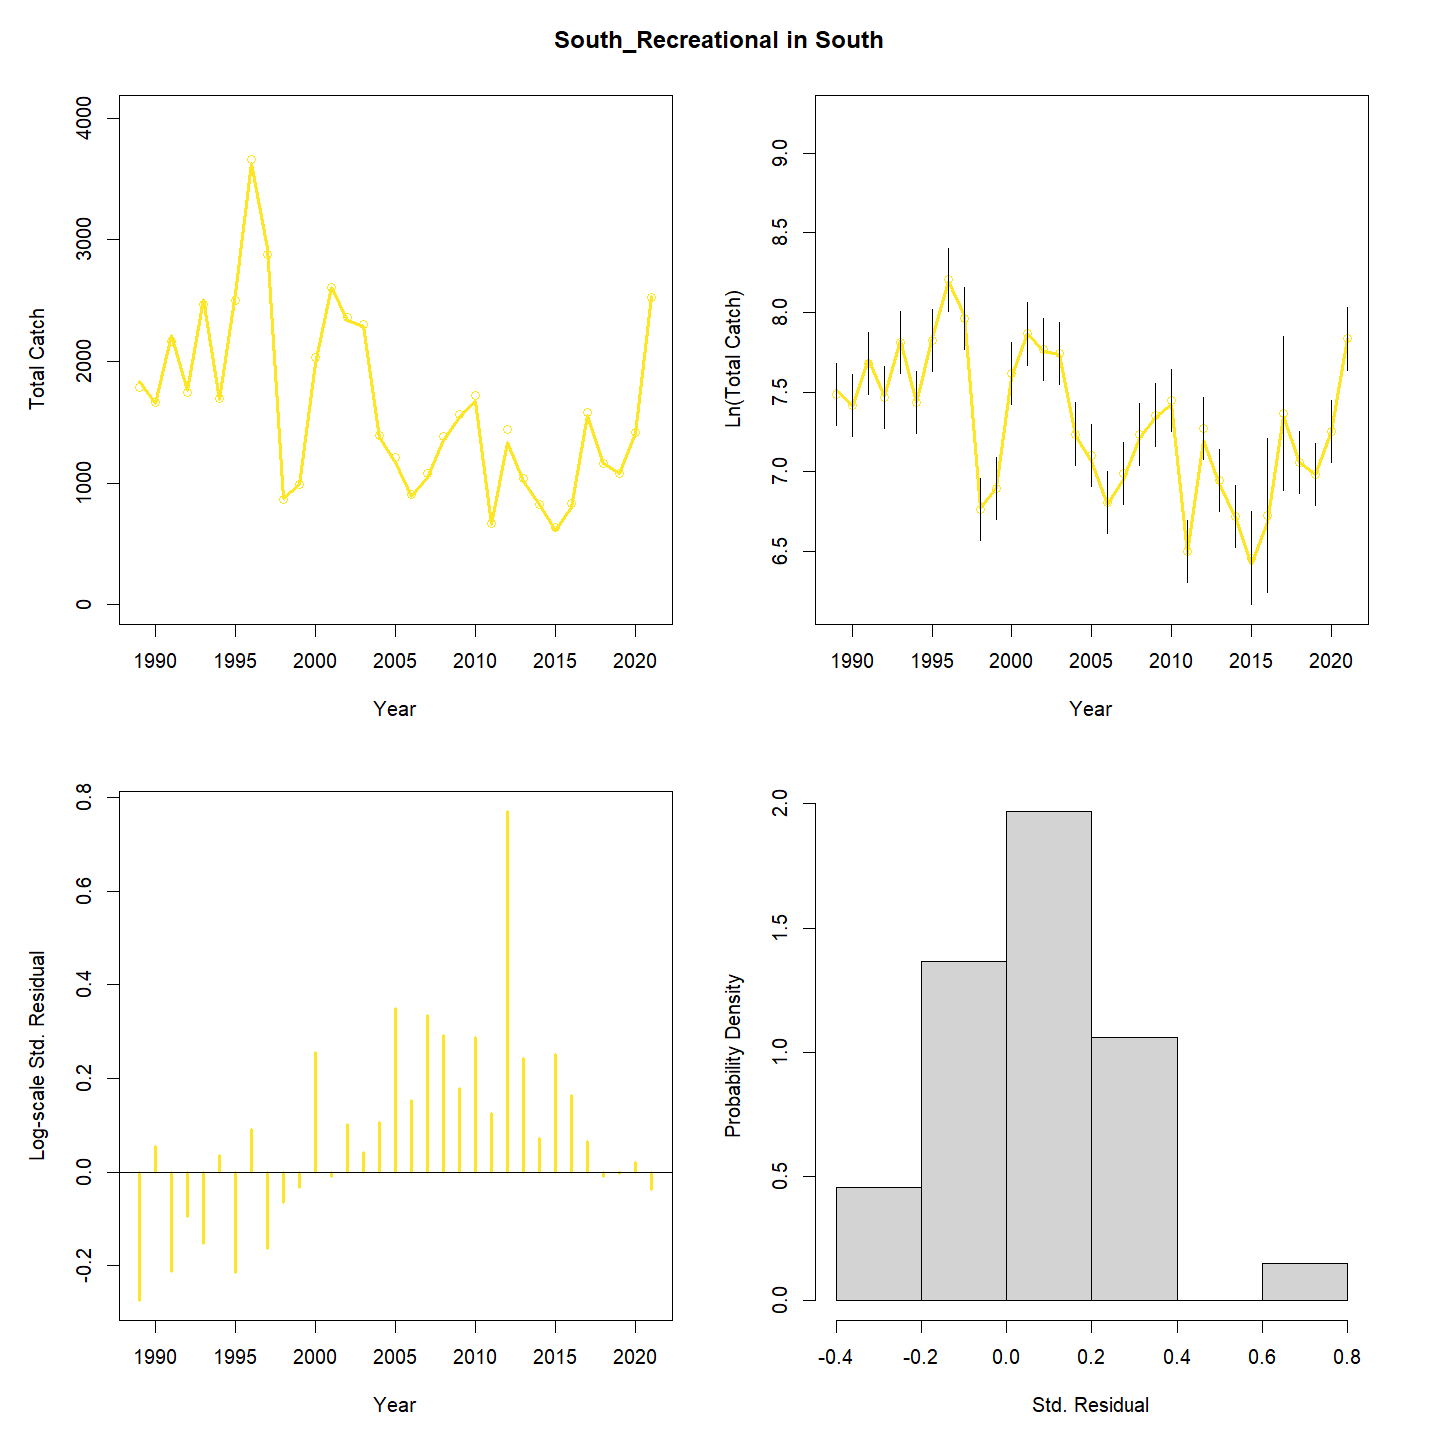 South_Recreational in South
Total Catch
4000
3000
2000
1000
0
1990 1995 2000 2005 2010 2015 2020
Year
Ln(Total Catch)
9.0
8.5
8.0
7.5
7.0
6.5
1990 1995 2000 2005 2010 2015 2020
Year
Log-scale Std. Residual
0.8
0.6
0.4
0.2
0.0
-0.2
1990 1995 2000 2005 2010 2015 2020
Year
Probability Density
2.0
1.5
1.0
0.5
0.0
-0.4 -0.2 0.0 0.2 0.4 0.6 0.8
Std. Residual